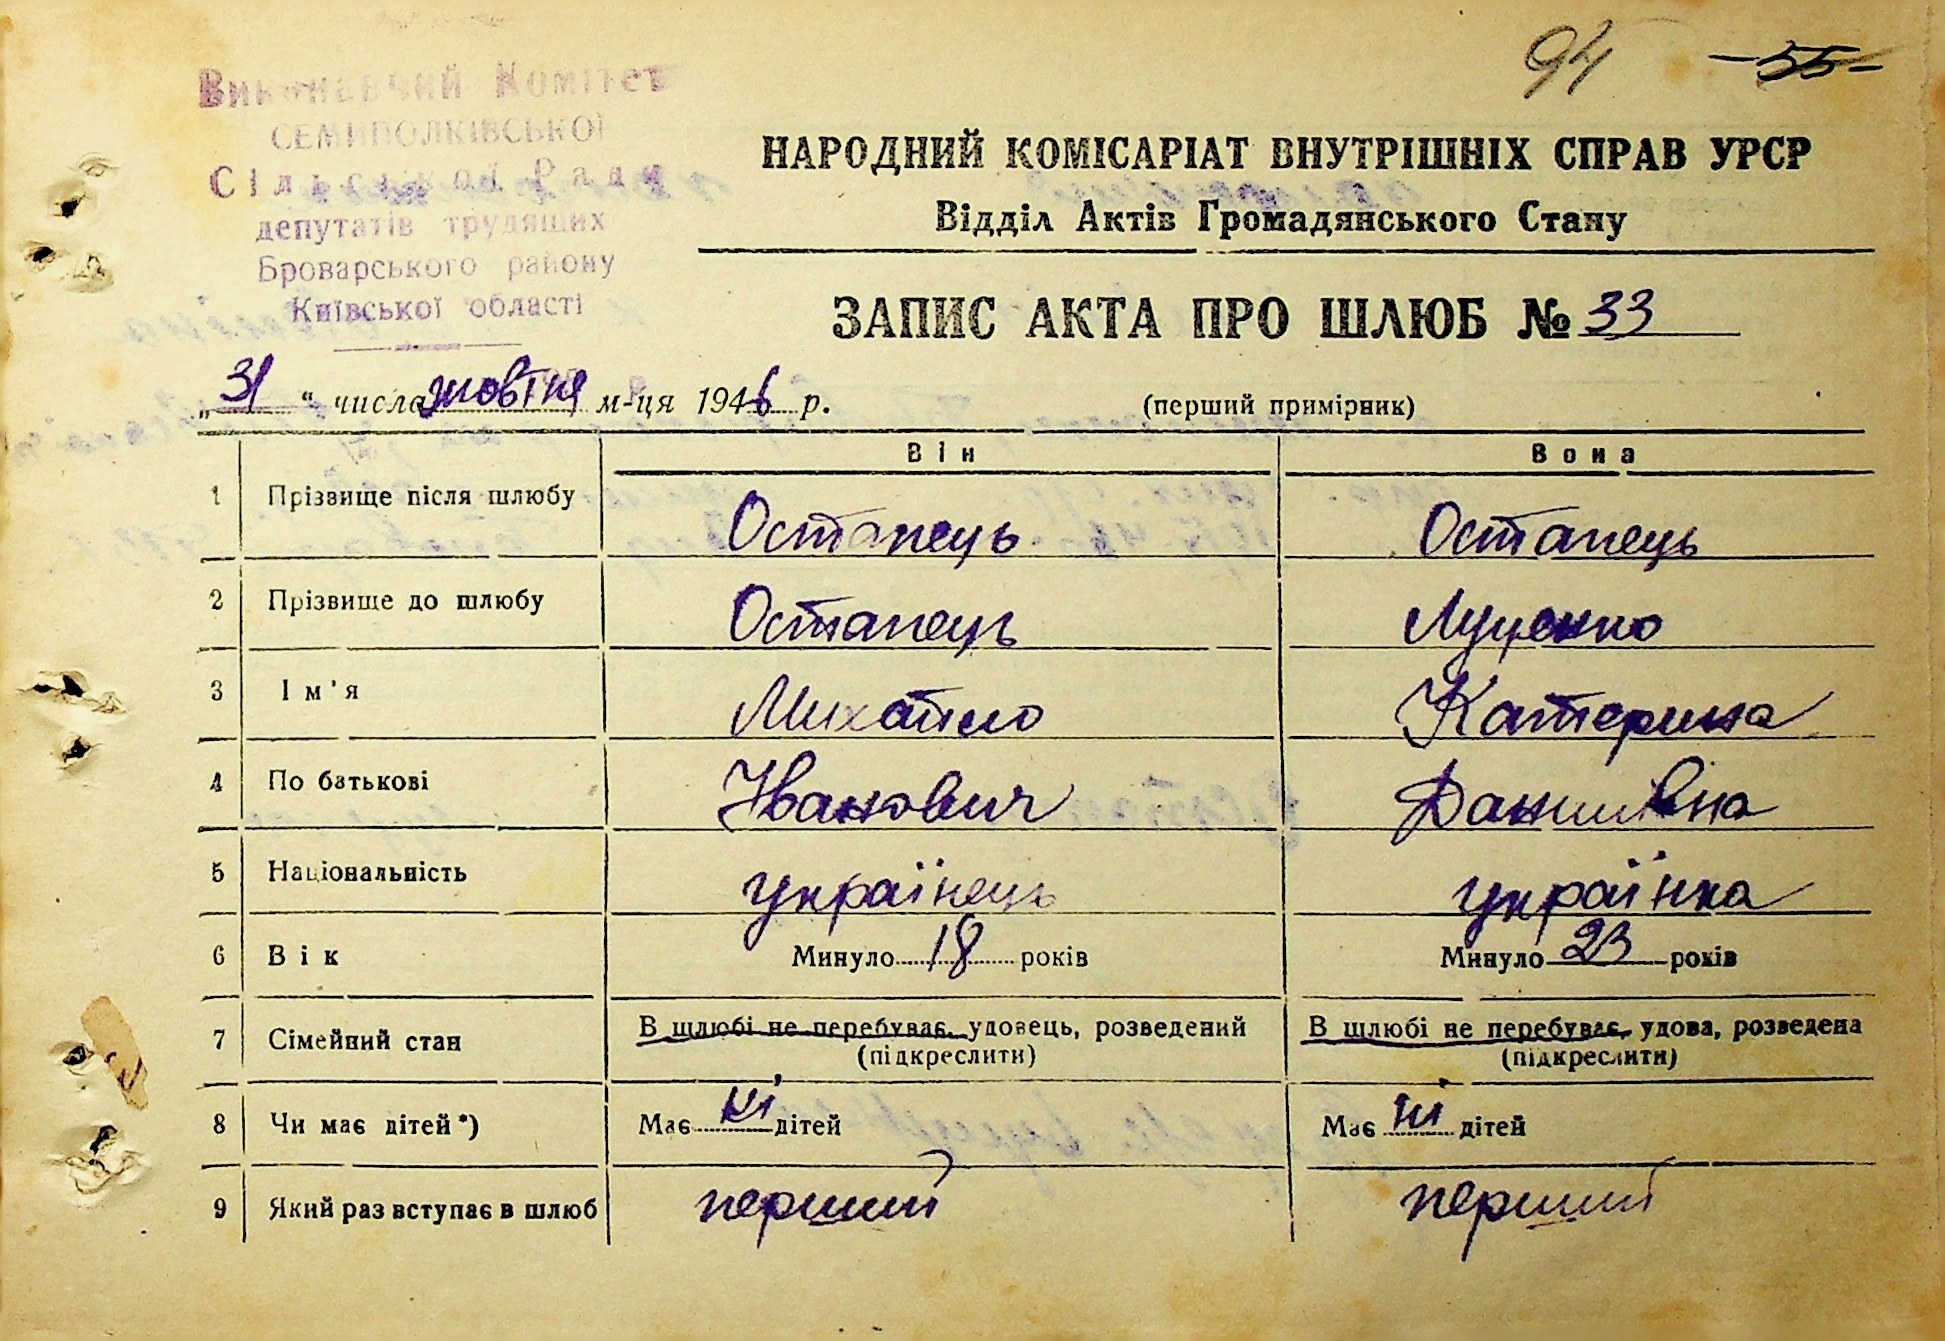 94 -55-
Виконавчий Комітет
СЕМИПОЛКІВСЬКОЇ
Сільської Ради
депутатів трудящих
Броварського району
Київської області
НАРОДНИЙ КОМІСАРІАТ ВНУТРІШНІХ СПРАВ УРСР
Відділ Актів Громадянського Стану
ЗАПИС АКТА ПРО ШЛЮБ № 33
„31“ числа жовтня м-ця 1946 р.
(перший примірник)
Він Вона
1 Прізвище після шлюбу Остапець Остапець
2 Прізвище до шлюбу Остапець Луценко
3 Ім'я Михайло Катерина
4 По батькові Іванович Данилівна
5 Національність українець українка
6 Вік Минуло 18 років Минуло 23 років
7 Сімейний стан В шлюбі не перебуває, удовець, розведений В шлюбі не перебуває, удова, розведена
(підкреслити) (підкреслити)
8 Чи має дітей*) Має ні дітей Має ні дітей
9 Який раз вступає в шлюб перший перший